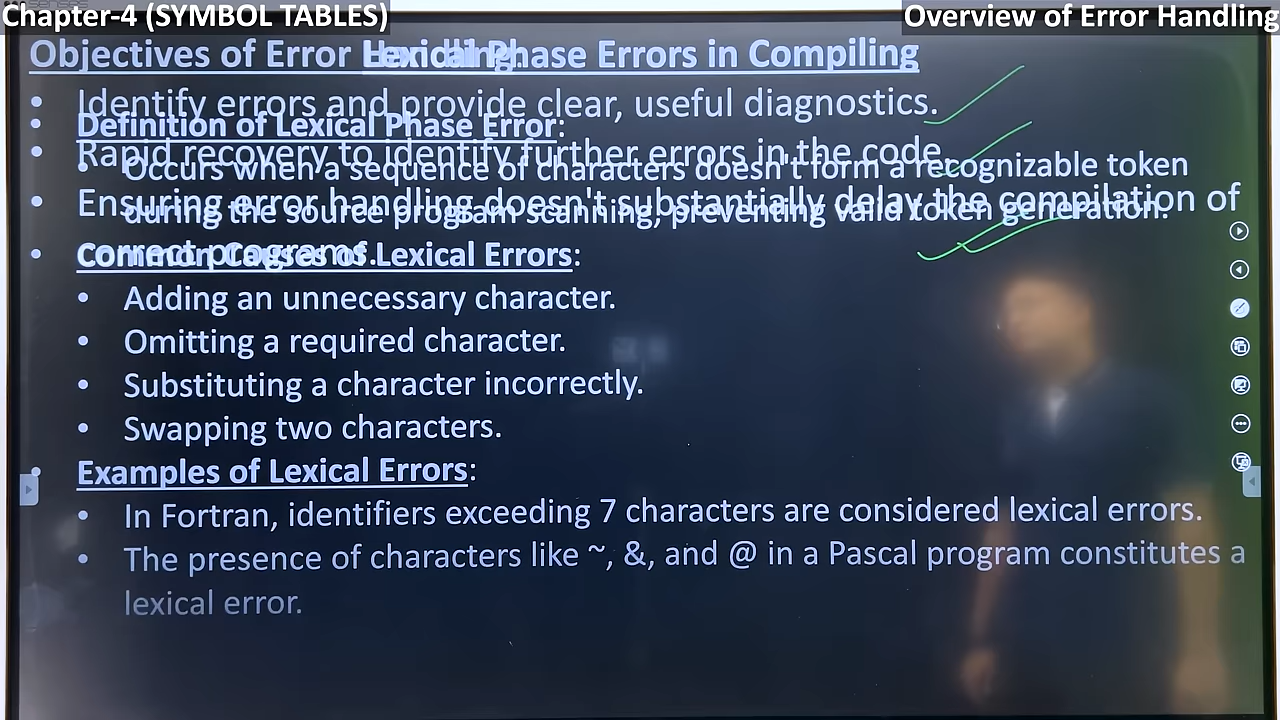 Chapter-4 (SYMBOL TABLES)
Overview of Error Handling
Objectives of Error Handling:
Lexical Phase Errors in Compiling
• Identify errors and provide clear, useful diagnostics.
• Definition of Lexical Phase Error:
• Rapid recovery to identify further errors in the code.
• Occurs when a sequence of characters doesn't form a recognizable token
• Ensuring error handling doesn't substantially delay the compilation of
during the source program scanning, preventing valid token generation.
correct programs.
• Common Causes of Lexical Errors:
• Adding an unnecessary character.
• Omitting a required character.
• Substituting a character incorrectly.
• Swapping two characters.
• Examples of Lexical Errors:
• In Fortran, identifiers exceeding 7 characters are considered lexical errors.
• The presence of characters like ~, &, and @ in a Pascal program constitutes a
lexical error.